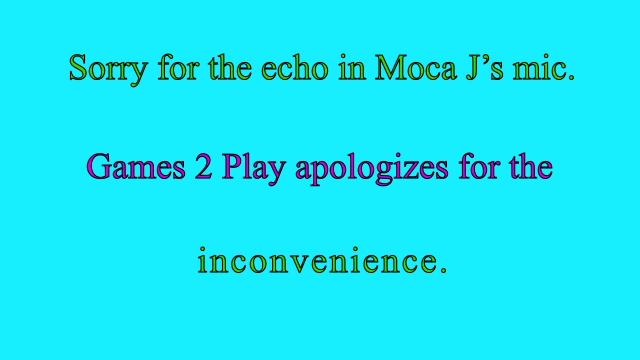 Sorry for the echo in Moca J’s mic.
Games 2 Play apologizes for the
inconvenience.